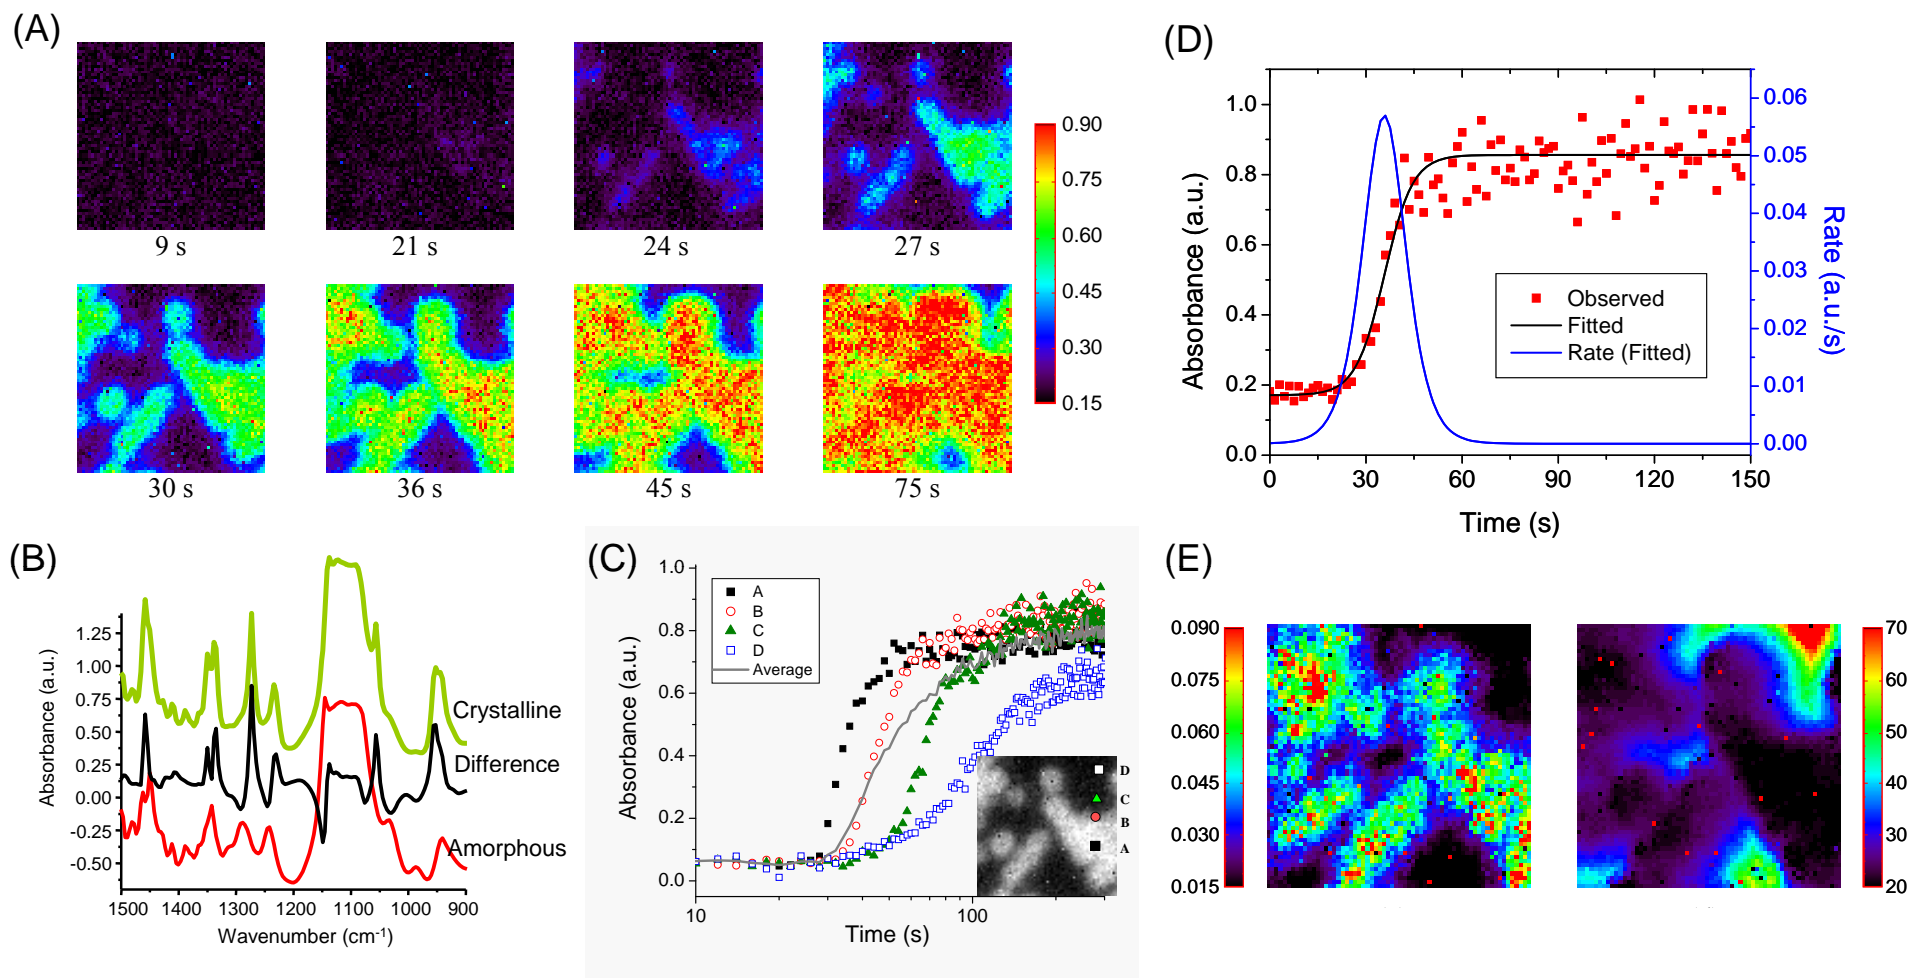 (A)
9 s
21 s
24 s
27 s
30 s
36 s
45 s
75 s
0.90
0.75
0.60
0.45
0.30
0.15
(D)
Absorbance (a.u.)
1.0
0.8
0.6
0.4
0.2
0.0
0
30
60
90
120
150
Time (s)
0.06
0.05
0.04
0.03
0.02
0.01
0.00
Rate (a.u./s)
Observed
Fitted
Rate (Fitted)
(B)
Absorbance (a.u.)
1.25
1.00
0.75
0.50
0.25
0.00
-0.25
-0.50
1500
1400
1300
1200
1100
1000
900
Wavenumber (cm⁻¹)
Crystalline
Difference
Amorphous
(C)
Absorbance (a.u.)
1.0
0.8
0.6
0.4
0.2
0.0
10
100
Time (s)
A
B
C
D
Average
D
C
B
A
(E)
0.090
0.075
0.060
0.045
0.030
0.015
70
60
50
40
30
20